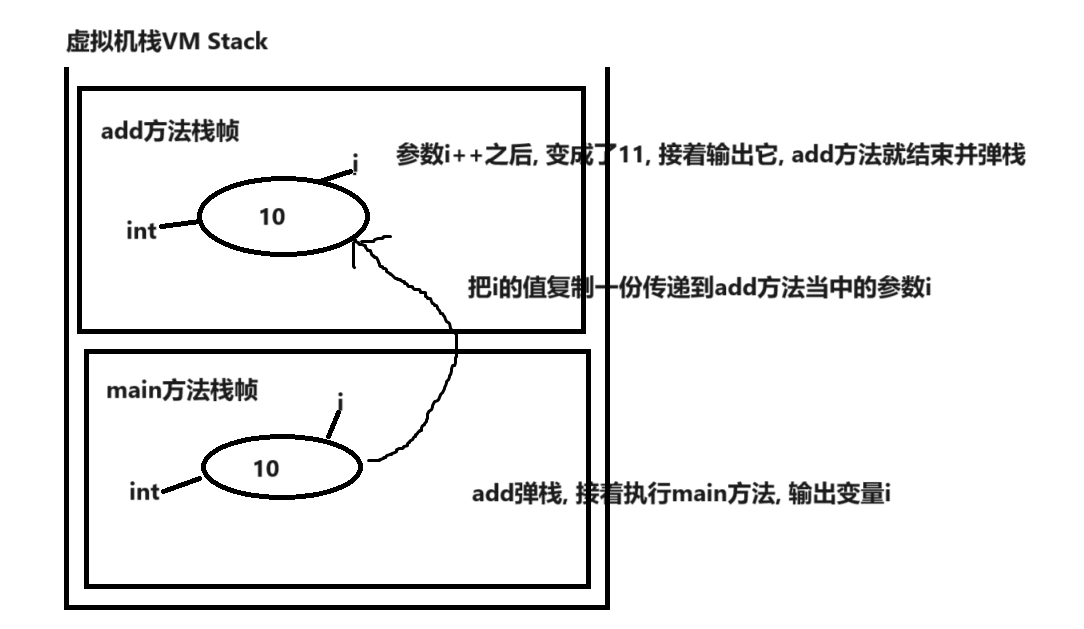 虚拟机栈VM Stack
add方法栈帧
参数i++之后, 变成了11, 接着输出它, add方法就结束并弹栈
i
10
int
把i的值复制一份传递到add方法当中的参数i
main方法栈帧
i
10
int
add弹栈, 接着执行main方法, 输出变量i